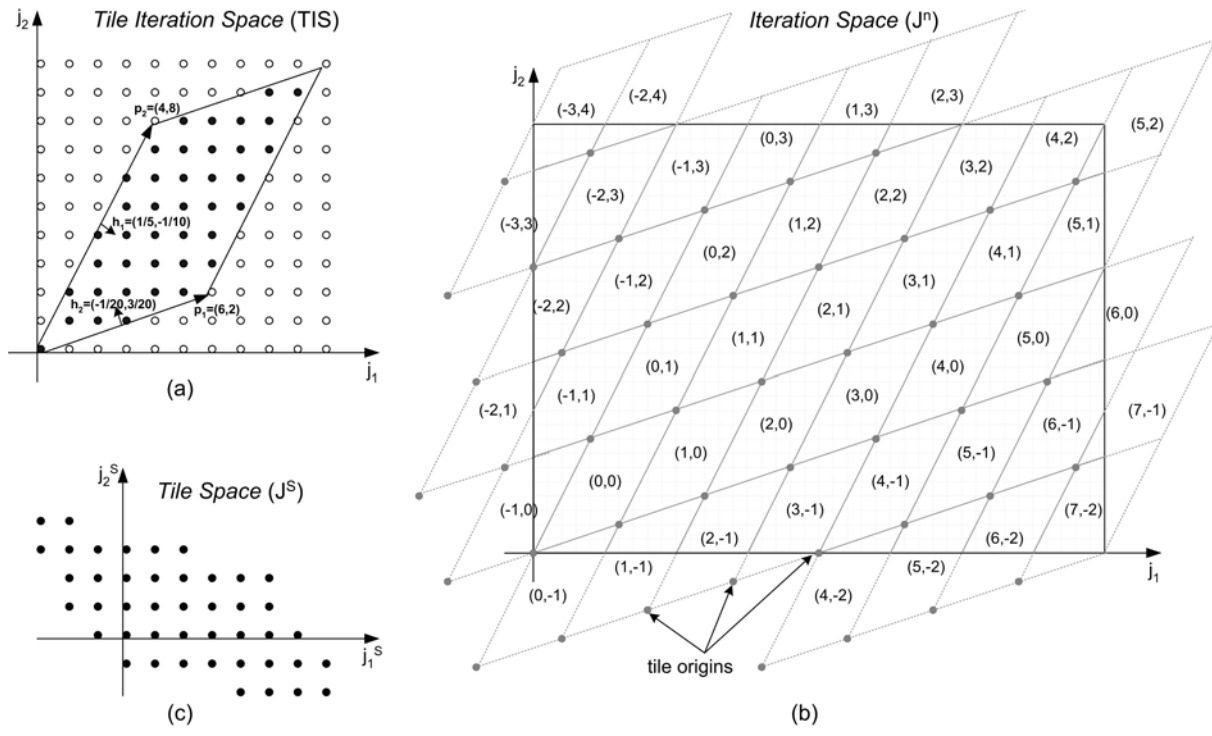 Tile Iteration Space (TIS)
j2
p2=(4,8)
h1=(1/5,-1/10)
h2=(-1/20,3/20)
p1=(6,2)
j1
(a)
Iteration Space (Jn)
j2
(-3,4)
(-2,4)
(1,3)
(2,3)
(5,2)
(0,3)
(4,2)
(-1,3)
(3,2)
(-2,3)
(2,2)
(-3,3)
(1,2)
(5,1)
(0,2)
(4,1)
(-1,2)
(3,1)
(-2,2)
(2,1)
(6,0)
(1,1)
(5,0)
(0,1)
(4,0)
(-1,1)
(3,0)
(-2,1)
(2,0)
(6,-1)
(7,-1)
(1,0)
(5,-1)
(0,0)
(4,-1)
(-1,0)
(3,-1)
(7,-2)
(2,-1)
(6,-2)
(1,-1)
(5,-2)
(0,-1)
(4,-2)
j1
tile origins
(b)
Tile Space (JS)
j2S
j1S
(c)